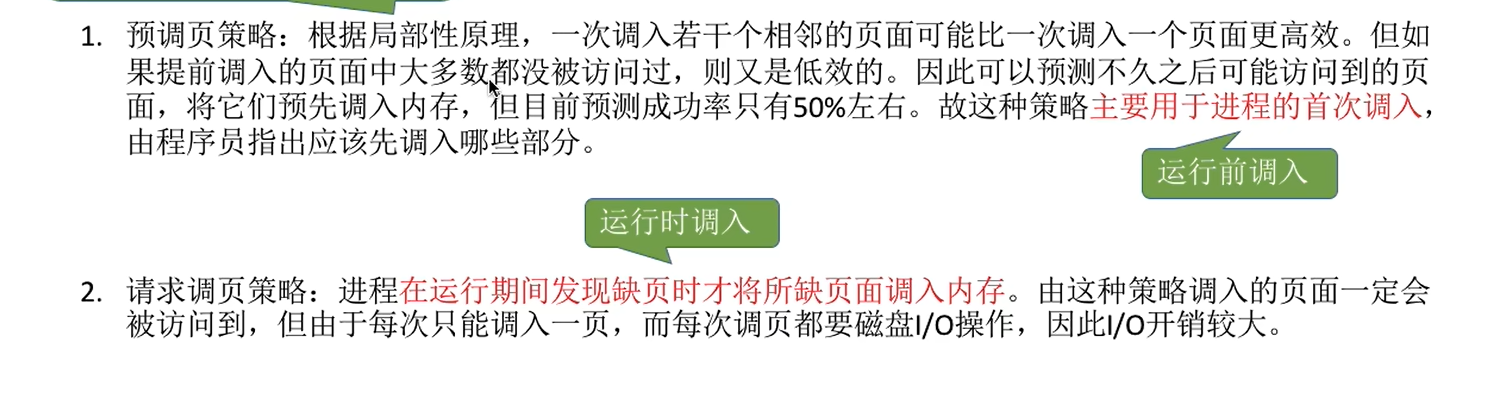 1. 预调页策略：根据局部性原理，一次调入若干个相邻的页面可能比一次调入一个页面更高效。但如
果提前调入的页面中大多数都没被访问过，则又是低效的。因此可以预测不久之后可能访问到的页
面，将它们预先调入内存，但目前预测成功率只有50%左右。故这种策略主要用于进程的首次调入，
由程序员指出应该先调入哪些部分。
运行前调入
运行时调入
2. 请求调页策略：进程在运行期间发现缺页时才将所缺页面调入内存。由这种策略调入的页面一定会
被访问到，但由于每次只能调入一页，而每次调页都要磁盘I/O操作，因此I/O开销较大。